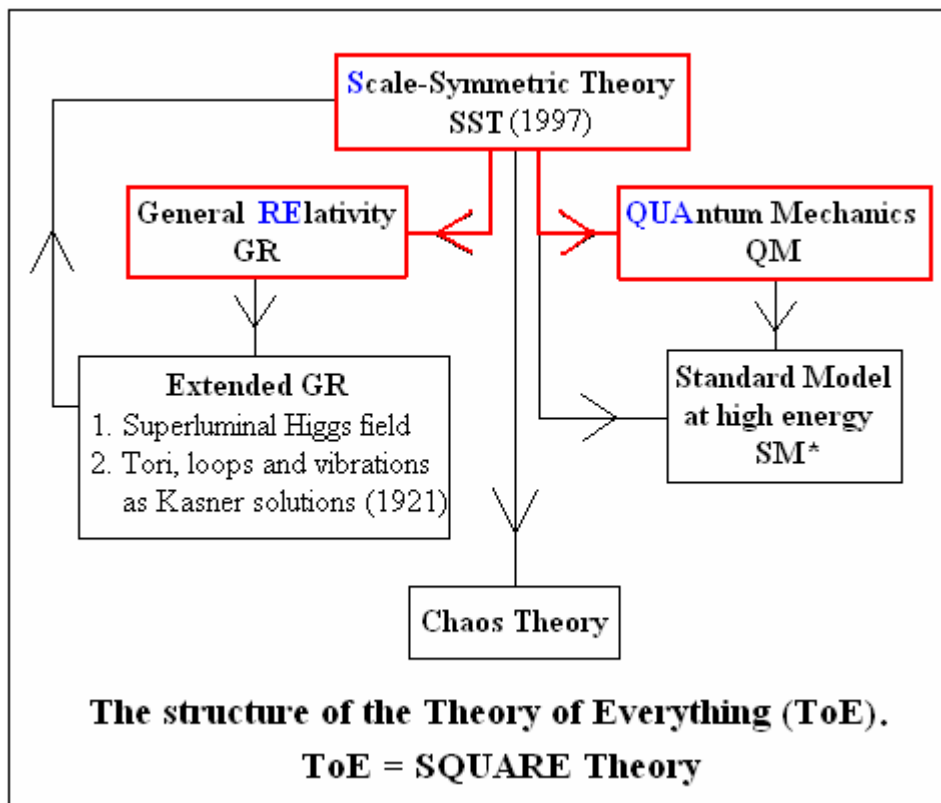 Scale-Symmetric Theory
SST (1997)
General RElativity
GR
QUAntum Mechanics
QM
Extended GR
1. Superluminal Higgs field
2. Tori, loops and vibrations
as Kasner solutions (1921)
Standard Model
at high energy
SM*
Chaos Theory
The structure of the Theory of Everything (ToE).
ToE = SQUARE Theory